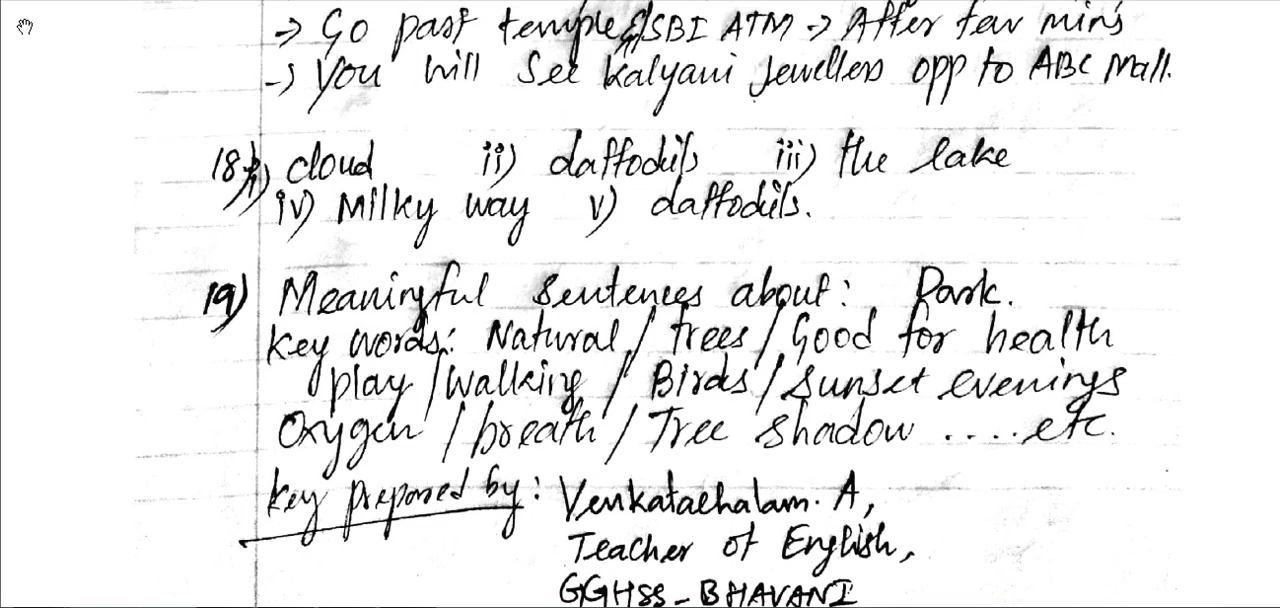 → Go past temple & SBI ATM → After few mins
→ You will see Kalyani Jewellers opp to ABC Mall.
18) i) cloud ii) daffodils iii) the lake
iv) Milky way v) daffodils.
19) Meaningful sentences about: Park.
Key words: Natural / trees / Good for health
play / walking / Birds / sunset evenings
Oxygen / breath / Tree shadow ....etc.
Key prepared by: Venkatachalam. A,
Teacher of English,
GGHSS - BHAVANI